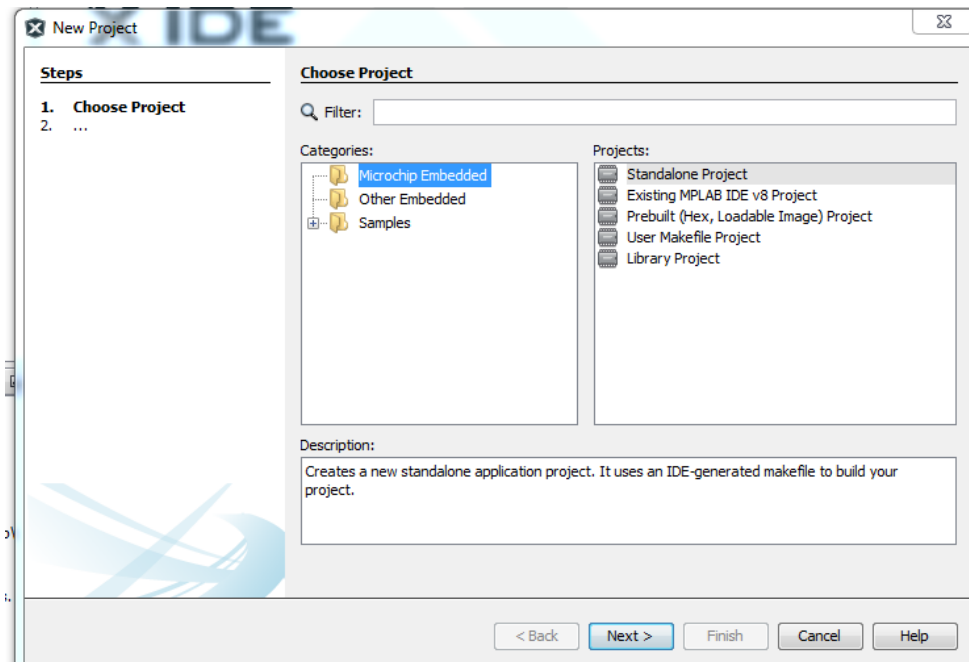 X IDE
New Project
Steps
1. Choose Project
2. ...
Choose Project
Filter:
Categories:
Projects:
Microchip Embedded
Other Embedded
Samples
Standalone Project
Existing MPLAB IDE v8 Project
Prebuilt (Hex, Loadable Image) Project
User Makefile Project
Library Project
Description:
Creates a new standalone application project. It uses an IDE-generated makefile to build your
project.
< Back
Next >
Finish
Cancel
Help